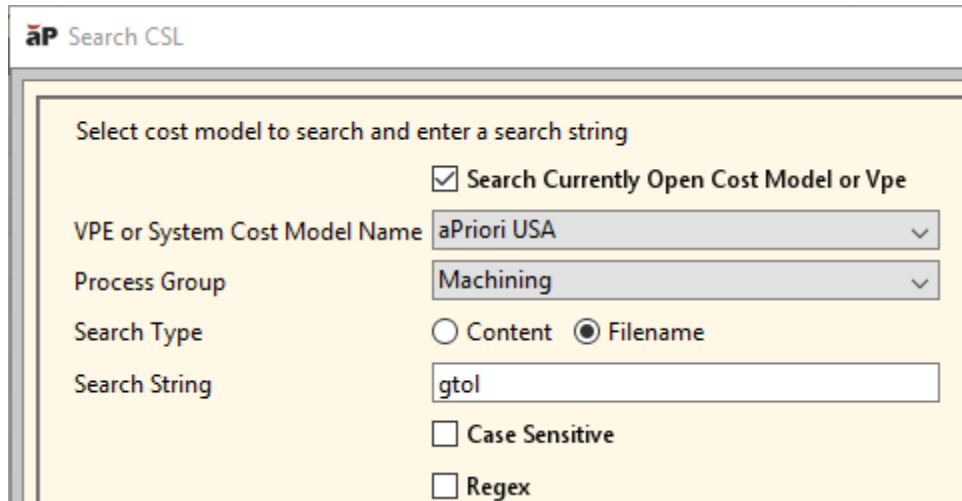 ăP Search CSL
Select cost model to search and enter a search string
Search Currently Open Cost Model or Vpe
VPE or System Cost Model Name aPriori USA
Process Group Machining
Search Type Content Filename
Search String gtol
Case Sensitive
Regex